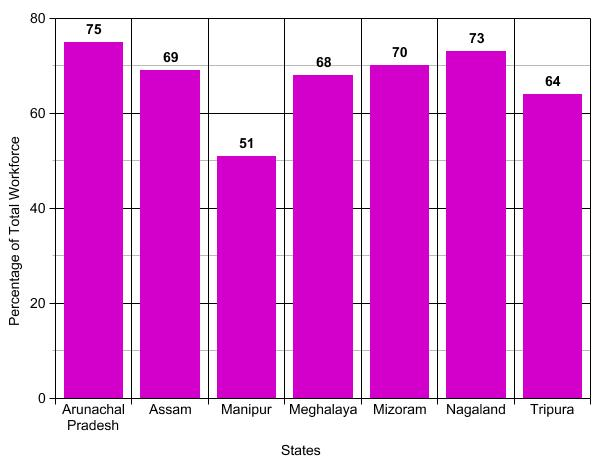 80
75
69
51
68
70
73
64
60
40
20
0
Percentage of Total Workforce
Arunachal
Pradesh
Assam
Manipur
Meghalaya
Mizoram
Nagaland
Tripura
States